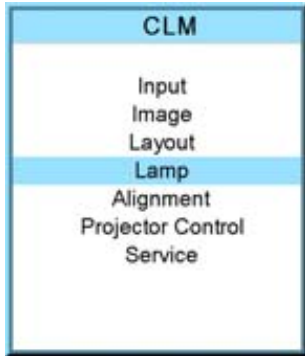 CLM
Input
Image
Layout
Lamp
Alignment
Projector Control
Service